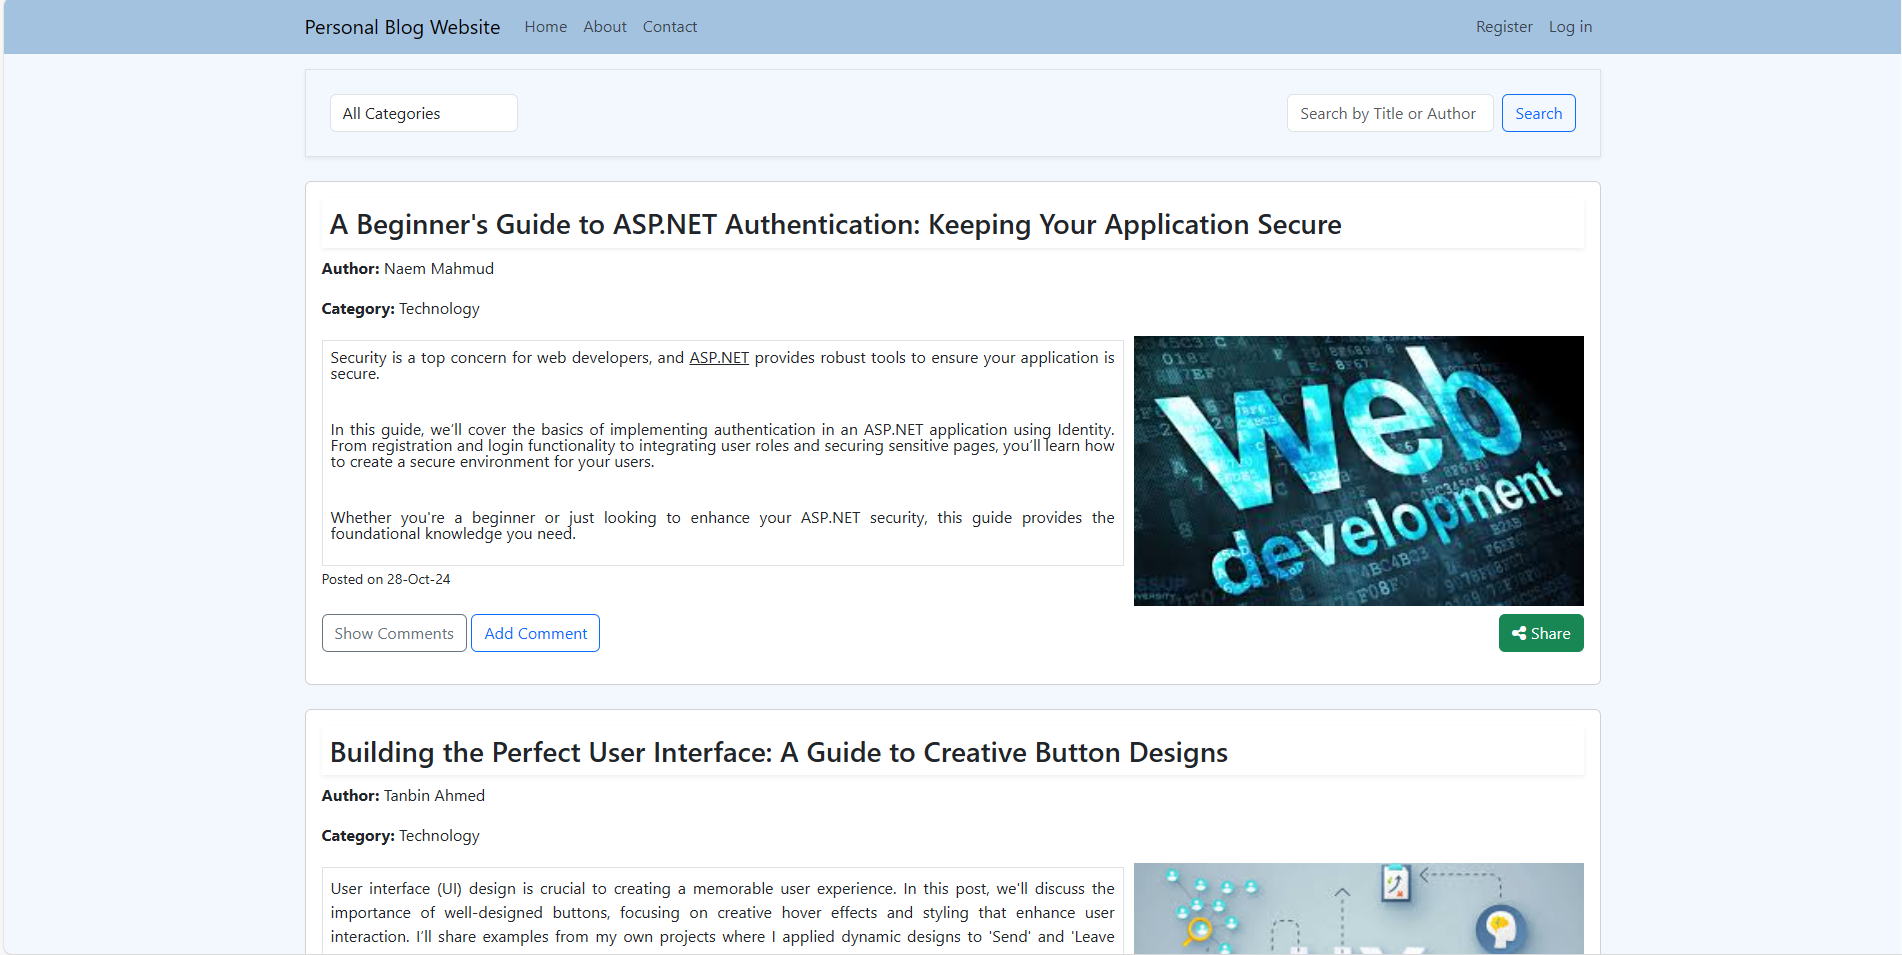 Personal Blog Website Home About Contact Register Log in
All Categories Search by Title or Author Search
A Beginner's Guide to ASP.NET Authentication: Keeping Your Application Secure
Author: Naem Mahmud
Category: Technology
Security is a top concern for web developers, and ASP.NET provides robust tools to ensure your application is
secure.
In this guide, we’ll cover the basics of implementing authentication in an ASP.NET application using Identity.
From registration and login functionality to integrating user roles and securing sensitive pages, you’ll learn how
to create a secure environment for your users.
Whether you're a beginner or just looking to enhance your ASP.NET security, this guide provides the
foundational knowledge you need.
web
development
Posted on 28-Oct-24
Show Comments Add Comment Share
Building the Perfect User Interface: A Guide to Creative Button Designs
Author: Tanbin Ahmed
Category: Technology
User interface (UI) design is crucial to creating a memorable user experience. In this post, we'll discuss the
importance of well-designed buttons, focusing on creative hover effects and styling that enhance user
interaction. I’ll share examples from my own projects where I applied dynamic designs to 'Send' and 'Leave